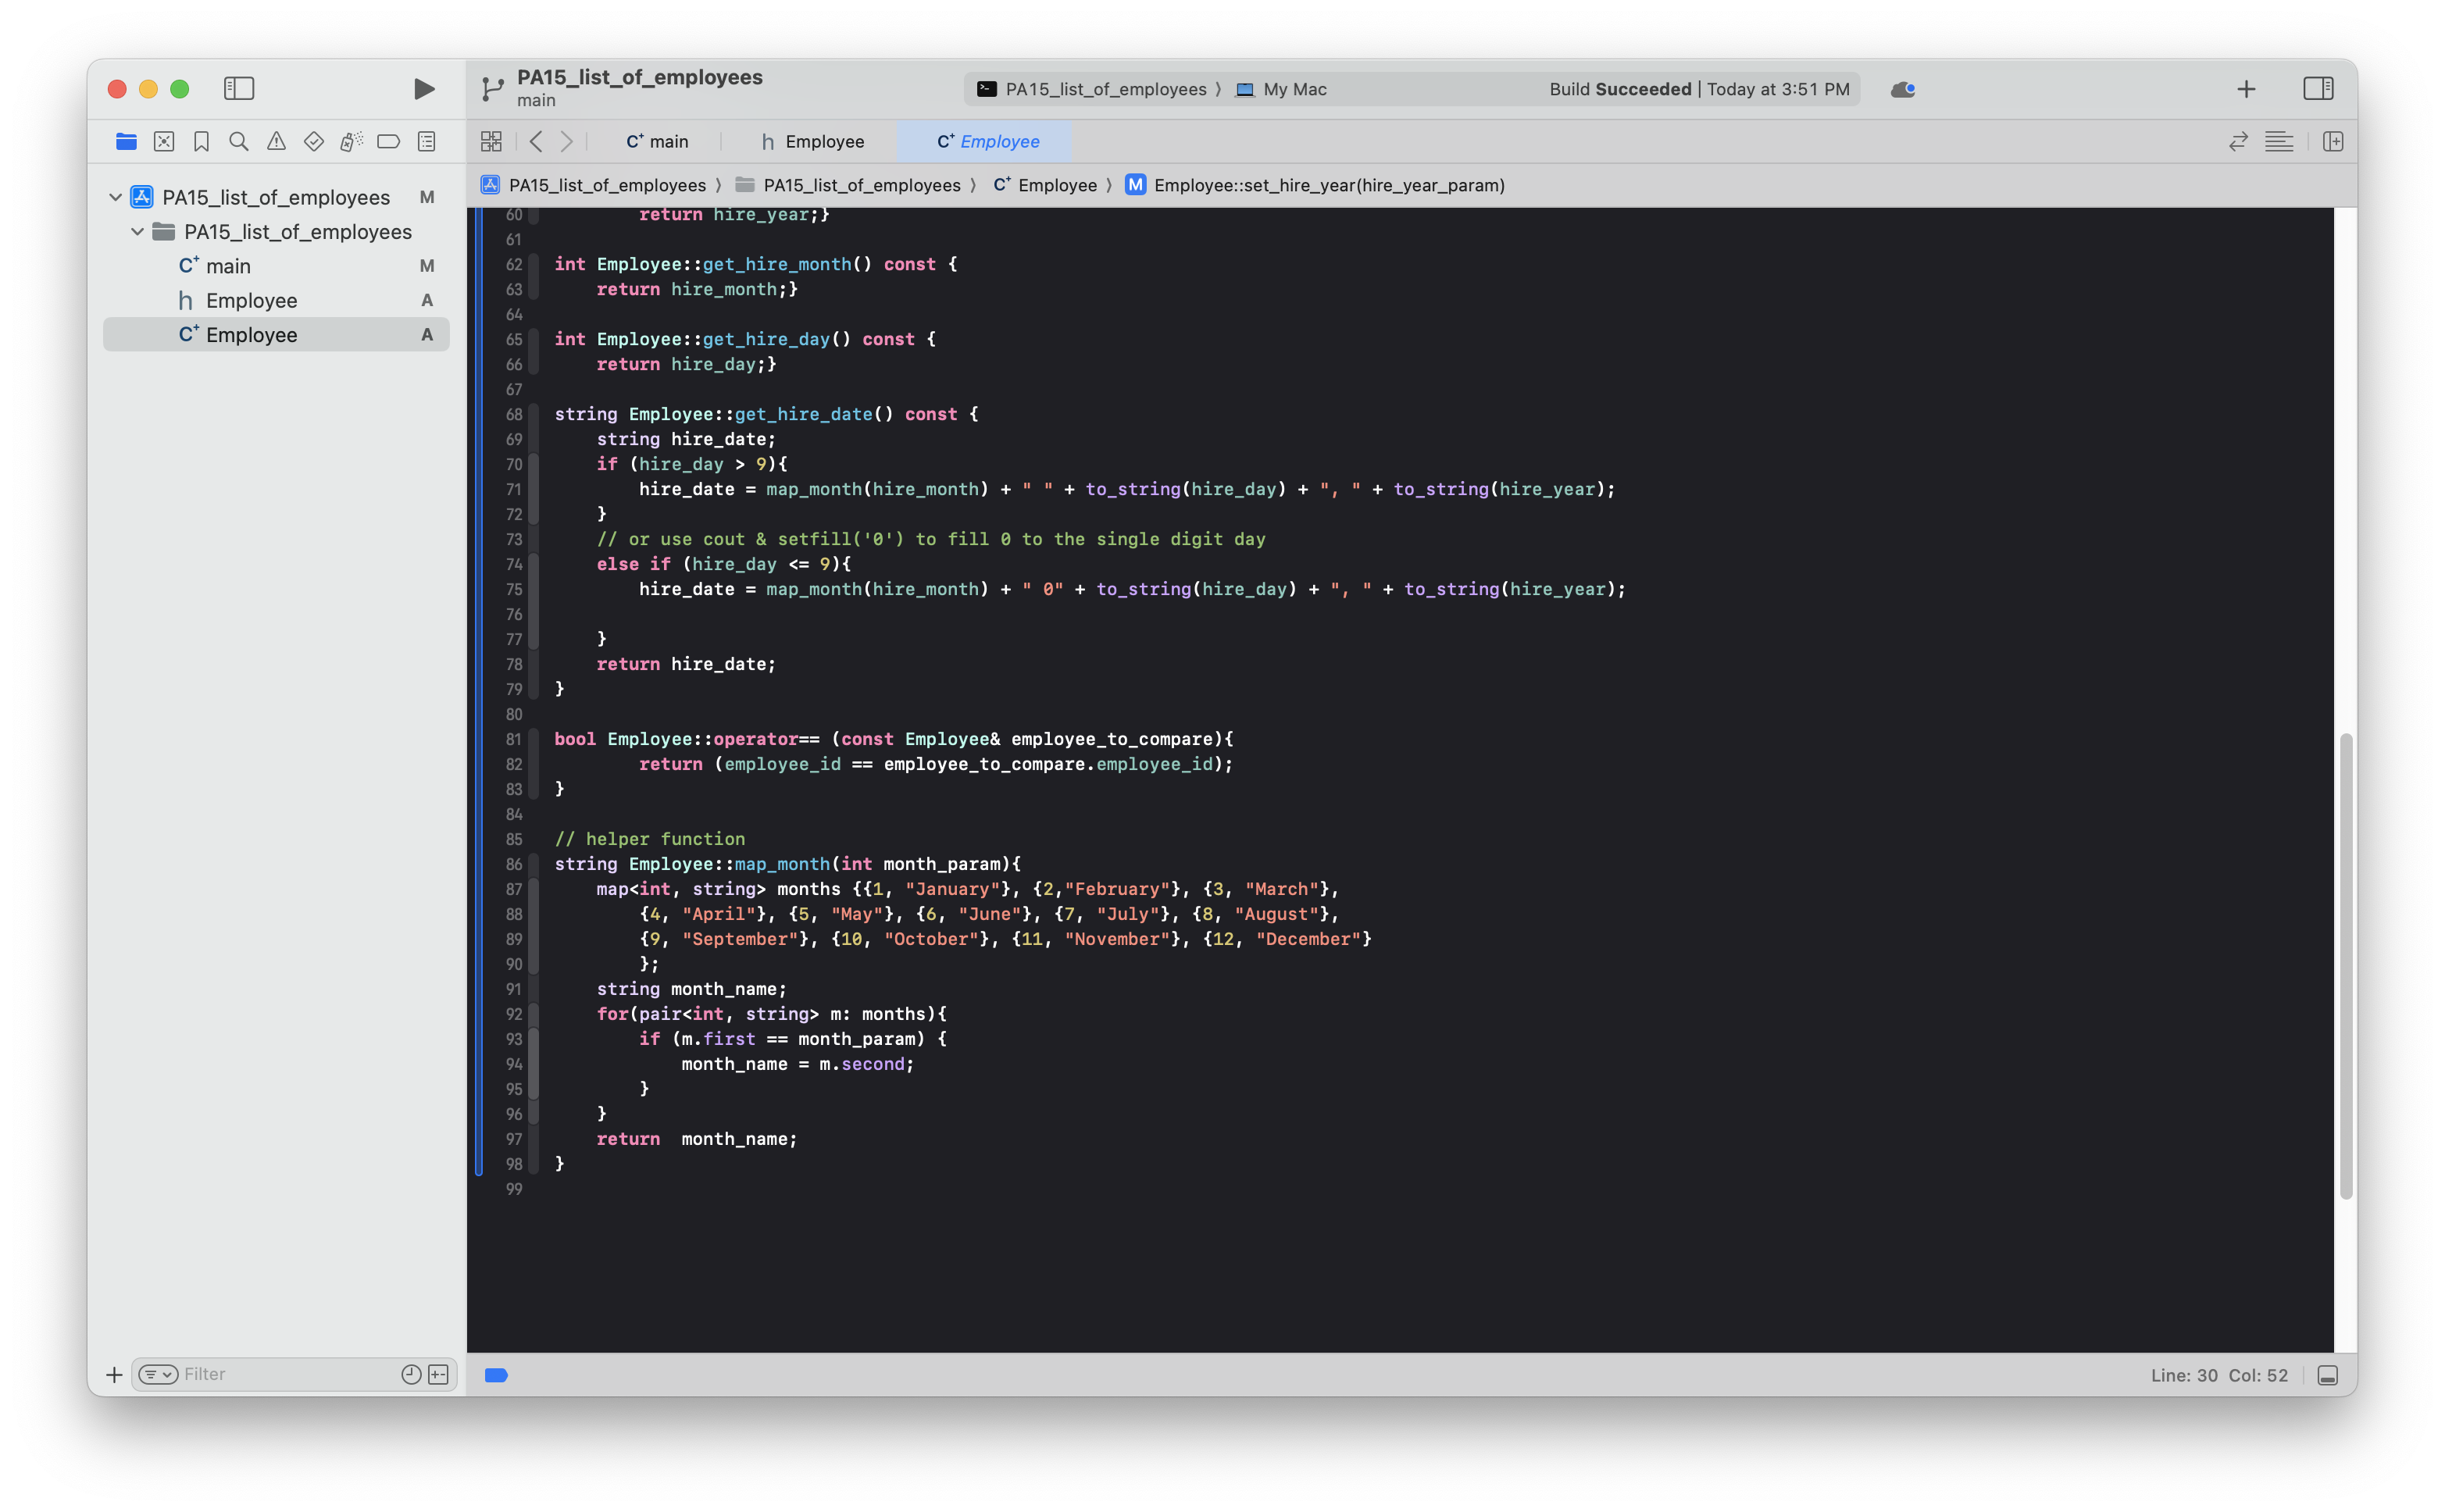 PA15_list_of_employees
main
PA15_list_of_employees 〉 My Mac
Build Succeeded | Today at 3:51 PM
main
Employee
Employee
PA15_list_of_employees 〉 PA15_list_of_employees 〉 Employee 〉 M Employee::set_hire_year(hire_year_param)
PA15_list_of_employees M
PA15_list_of_employees
main M
h Employee A
Employee A
60 return hire_year;}
61
62 int Employee::get_hire_month() const {
63 return hire_month;}
64
65 int Employee::get_hire_day() const {
66 return hire_day;}
67
68 string Employee::get_hire_date() const {
69 string hire_date;
70 if (hire_day > 9){
71 hire_date = map_month(hire_month) + " " + to_string(hire_day) + ", " + to_string(hire_year);
72 }
73 // or use cout & setfill('0') to fill 0 to the single digit day
74 else if (hire_day <= 9){
75 hire_date = map_month(hire_month) + " 0" + to_string(hire_day) + ", " + to_string(hire_year);
76
77 }
78 return hire_date;
79 }
80
81 bool Employee::operator== (const Employee& employee_to_compare){
82 return (employee_id == employee_to_compare.employee_id);
83 }
84
85 // helper function
86 string Employee::map_month(int month_param){
87 map<int, string> months {{1, "January"}, {2,"February"}, {3, "March"},
88 {4, "April"}, {5, "May"}, {6, "June"}, {7, "July"}, {8, "August"},
89 {9, "September"}, {10, "October"}, {11, "November"}, {12, "December"}
90 };
91 string month_name;
92 for(pair<int, string> m: months){
93 if (m.first == month_param) {
94 month_name = m.second;
95 }
96 }
97 return  month_name;
98 }
99
Filter
Line: 30 Col: 52